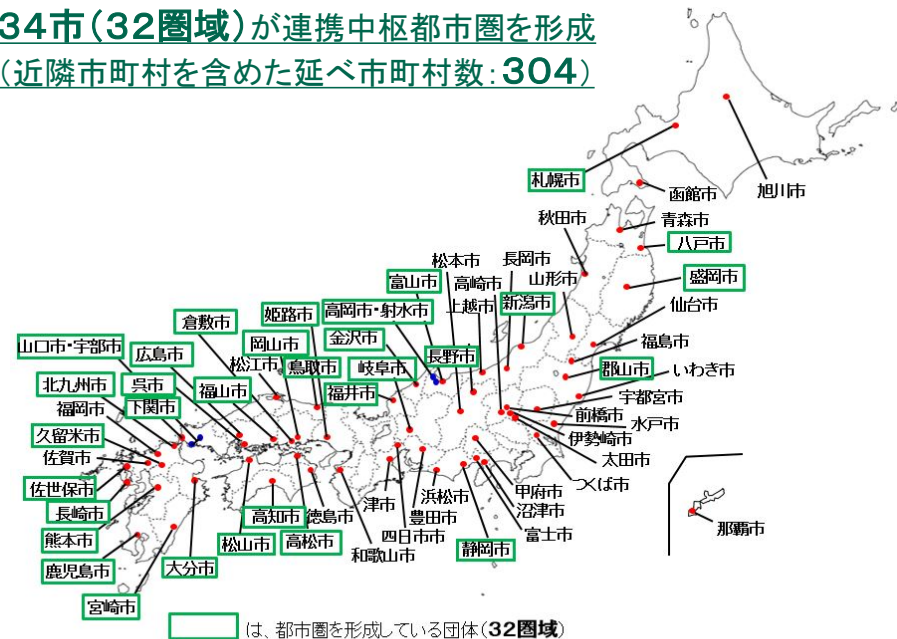 34市(32圏域)が連携中枢都市圏を形成
(近隣市町村を含めた延べ市町村数:304)
札幌市
旭川市
函館市
秋田市
青森市
八戸市
松本市
長岡市
富山市
高崎市
山形市
盛岡市
姫路市
高岡市・射水市
上越市
新潟市
仙台市
倉敷市
岡山市
金沢市
福島市
山口市・宇部市
広島市
松江市
鳥取市
岐阜市
長野市
郡山市
いわき市
北九州市
呉市
福山市
福井市
宇都宮市
福岡市
下関市
前橋市
水戸市
久留米市
伊勢崎市
佐賀市
太田市
佐世保市
つくば市
甲府市
長崎市
高知市
徳島市
津市
浜松市
沼津市
豊田市
熊本市
松山市
高松市
四日市市
富士市
那覇市
和歌山市
静岡市
鹿児島市
大分市
宮崎市
は、都市圏を形成している団体(32圏域)